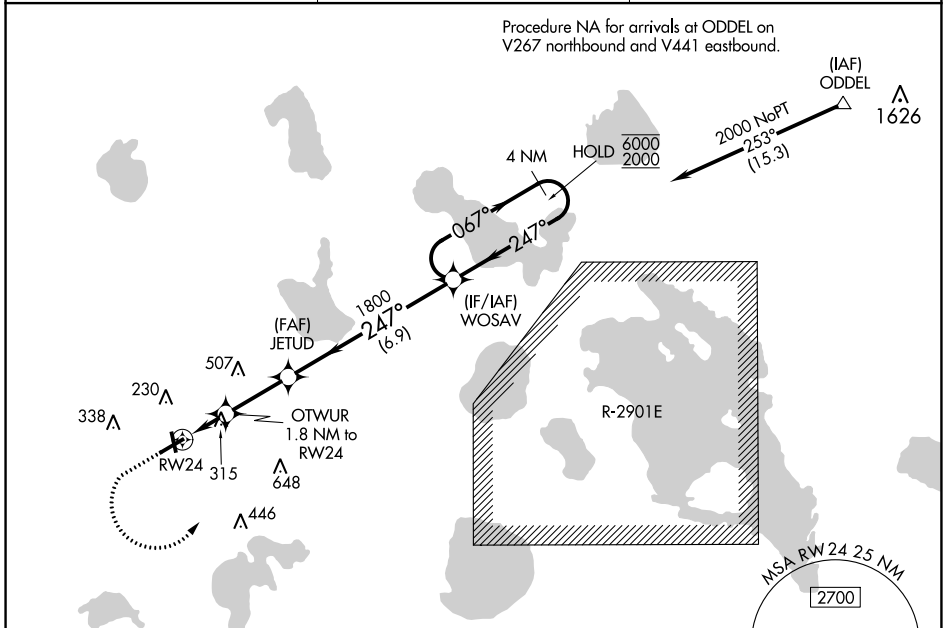 Procedure NA for arrivals at ODDEL on
V267 northbound and V441 eastbound.
(IAF)
ODDEL
1626
2000 NoPT
253°
(15.3)
4 NM
HOLD
6000
2000
067°
247°
(IF/IAF)
WOSAV
1800
247°
(6.9)
(FAF)
JETUD
507
230
338
OTWUR
1.8 NM to
RW24
RW24
315
648
446
R-2901E
MSA RW24 25 NM
2700